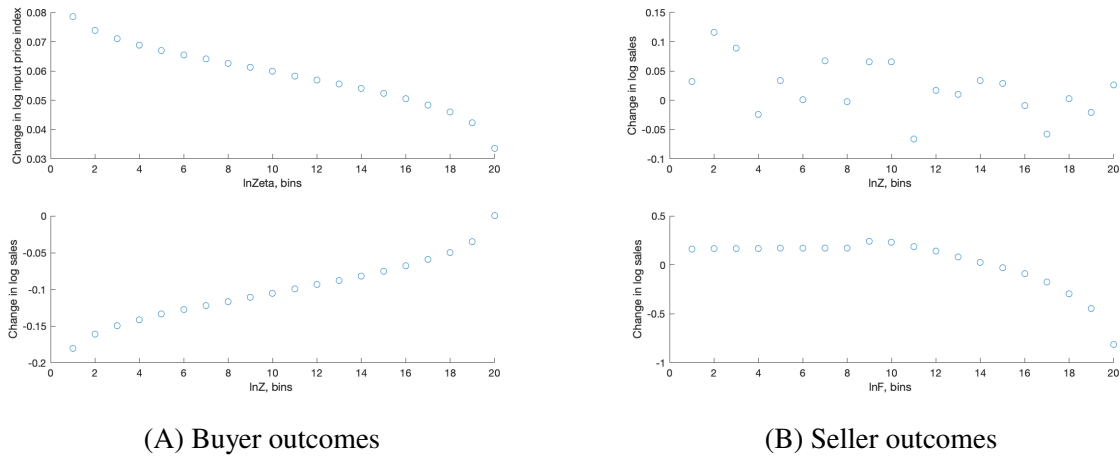 Change in log input price index
0.08
0.07
0.06
0.05
0.04
0.03
0 2 4 6 8 10 12 14 16 18 20
lnZeta, bins
Change in log sales
0
-0.05
-0.1
-0.15
-0.2
0 2 4 6 8 10 12 14 16 18 20
lnZ, bins
(A) Buyer outcomes
Change in log sales
0.15
0.1
0.05
0
-0.05
-0.1
0 2 4 6 8 10 12 14 16 18 20
lnZ, bins
Change in log sales
0.5
0
-0.5
-1
0 2 4 6 8 10 12 14 16 18 20
lnF, bins
(B) Seller outcomes